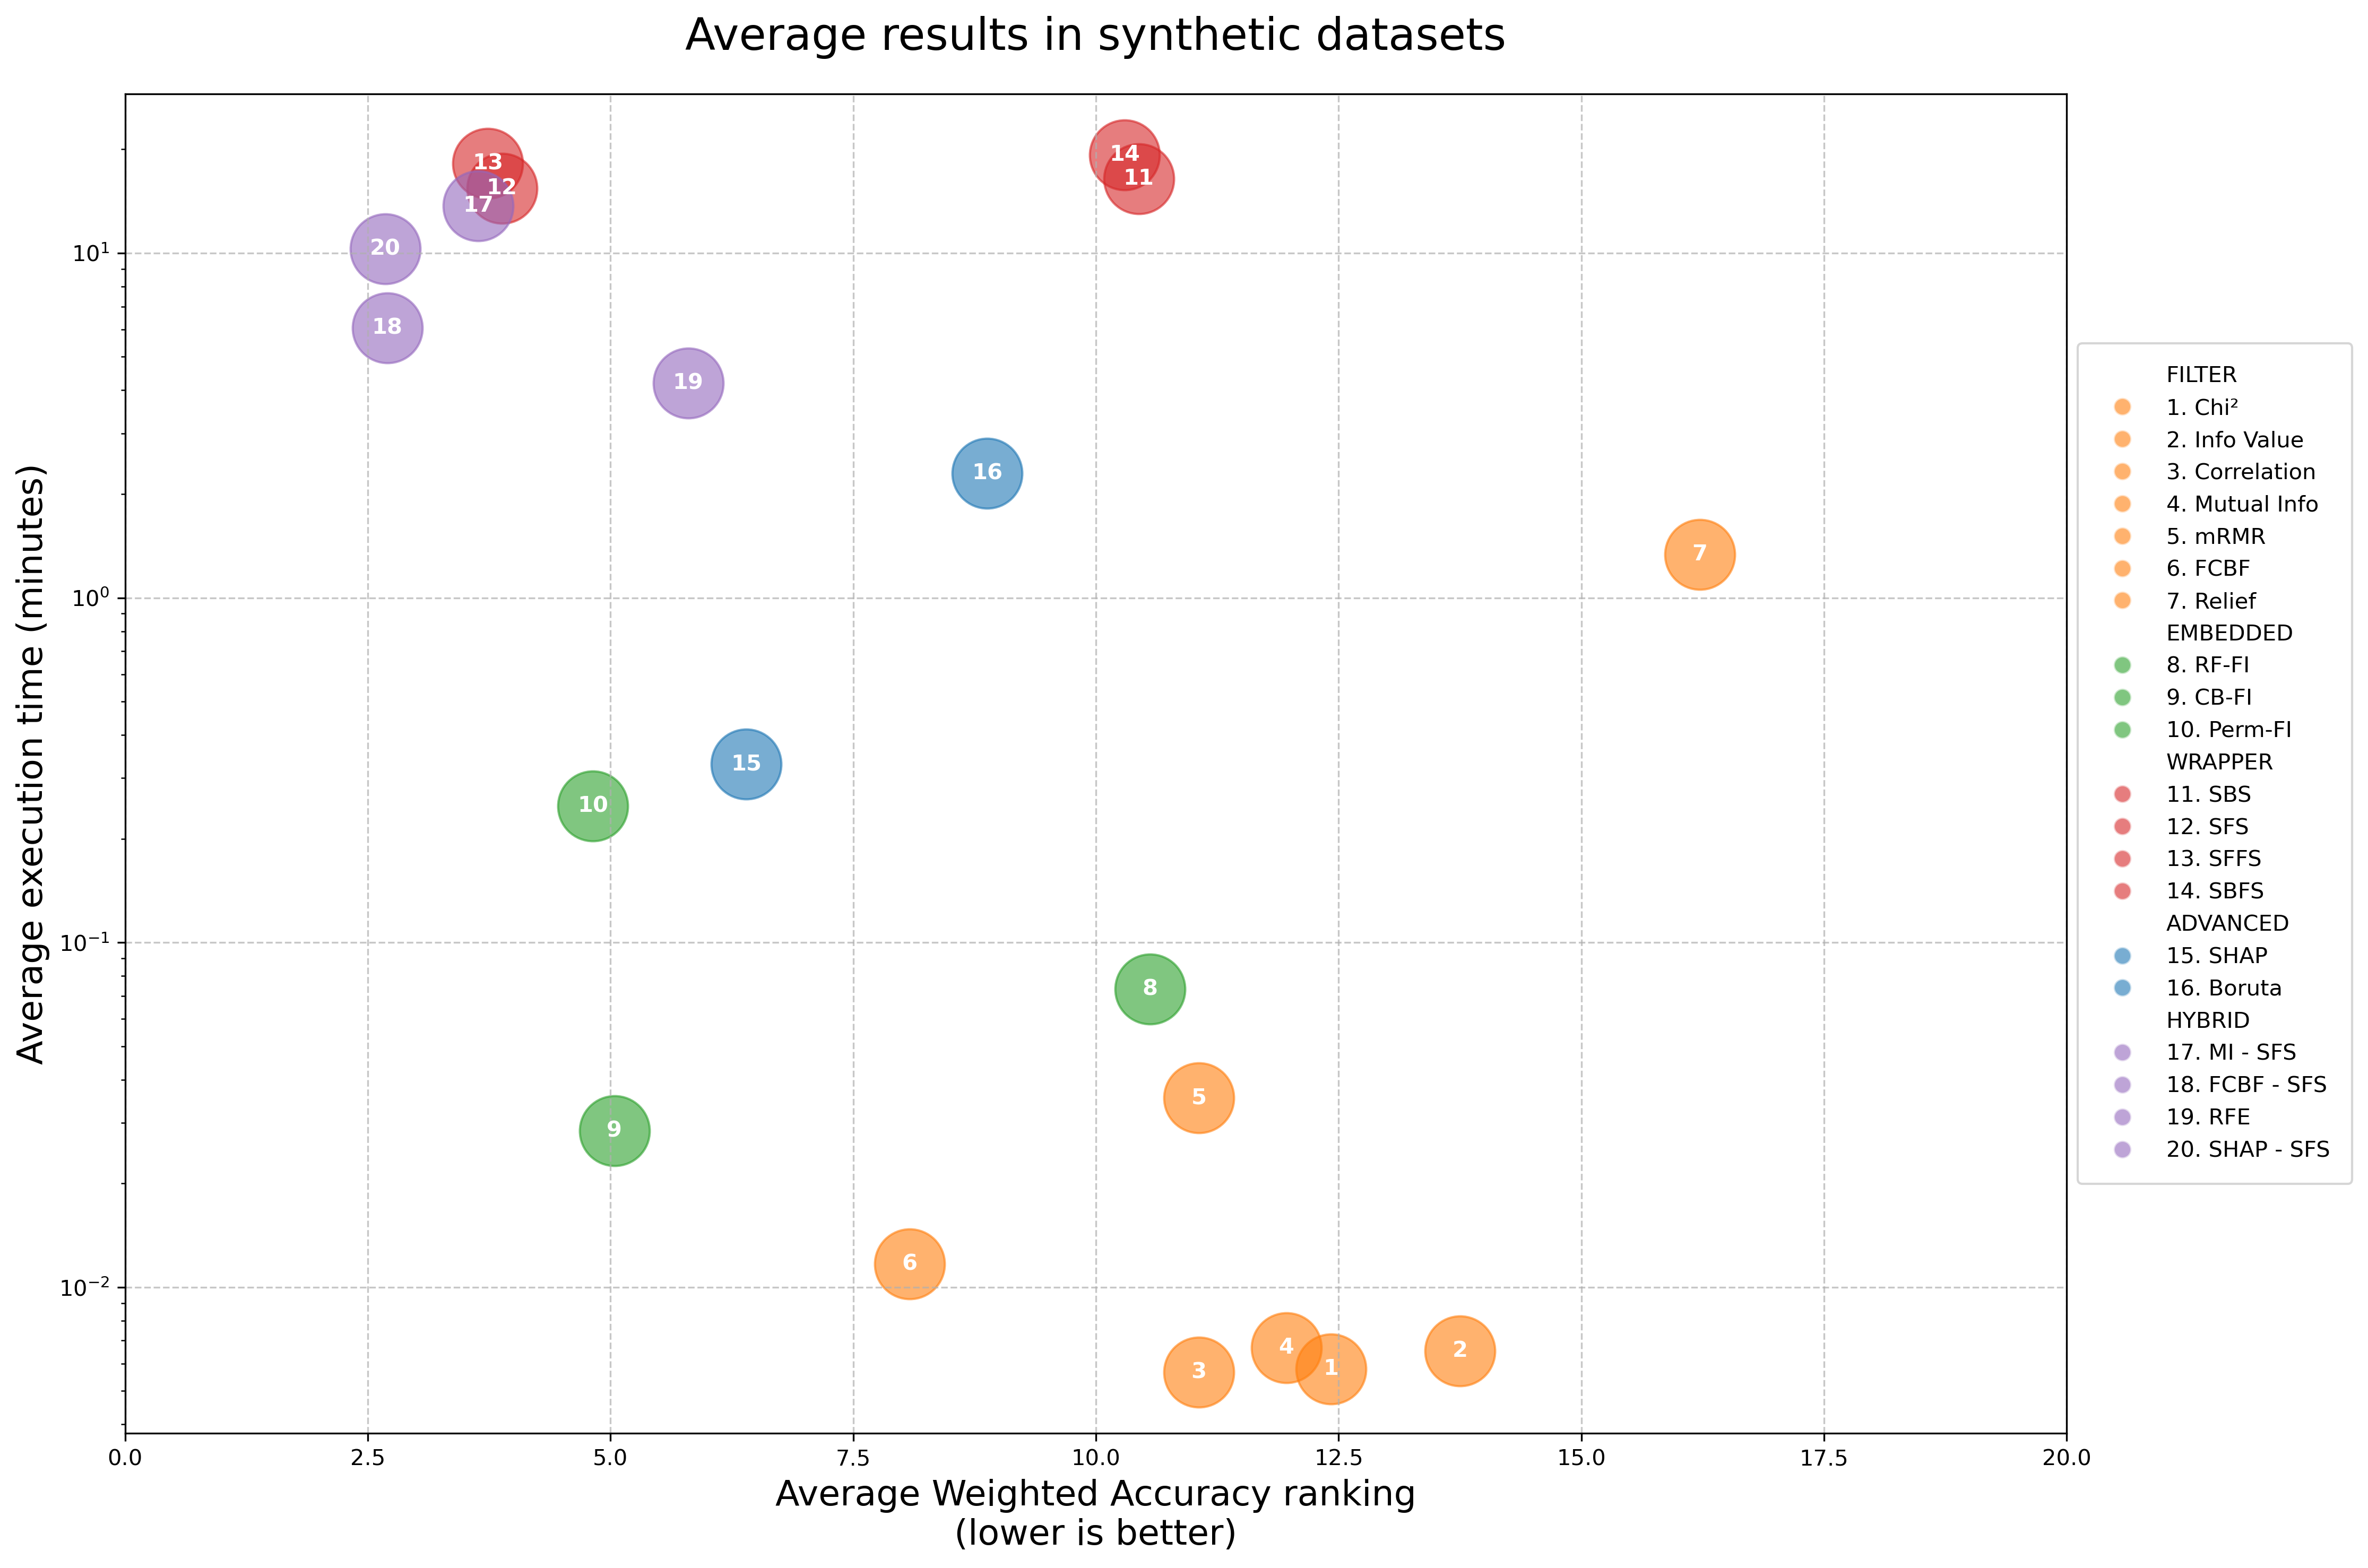 Average results in synthetic datasets
Average execution time (minutes)
10¹
10⁰
10⁻¹
10⁻²
13
12
17
14
11
20
18
19
16
7
15
10
8
5
9
6
4
3
1
2
0.0 2.5 5.0 7.5 10.0 12.5 15.0 17.5 20.0
Average Weighted Accuracy ranking
(lower is better)
FILTER
1. Chi²
2. Info Value
3. Correlation
4. Mutual Info
5. mRMR
6. FCBF
7. Relief
EMBEDDED
8. RF-FI
9. CB-FI
10. Perm-FI
WRAPPER
11. SBS
12. SFS
13. SFFS
14. SBFS
ADVANCED
15. SHAP
16. Boruta
HYBRID
17. MI - SFS
18. FCBF - SFS
19. RFE
20. SHAP - SFS